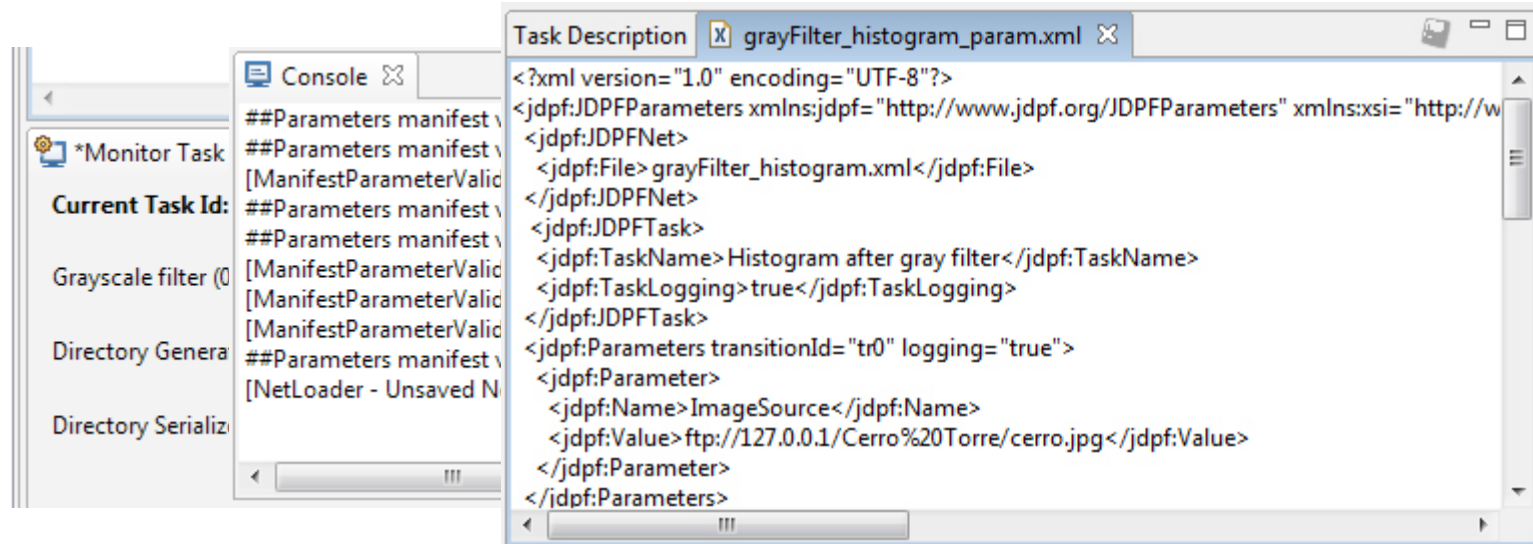 *Monitor Task
Current Task Id:
Grayscale filter (0
Directory Genera
Directory Serializ
Console
##Parameters manifest v
##Parameters manifest v
[ManifestParameterValid
##Parameters manifest v
##Parameters manifest v
[ManifestParameterValid
[ManifestParameterValid
[ManifestParameterValid
##Parameters manifest v
[NetLoader - Unsaved N
Task Description grayFilter_histogram_param.xml
<?xml version="1.0" encoding="UTF-8"?>
<jdpf:JDPFParameters xmlns:jdpf="http://www.jdpf.org/JDPFParameters" xmlns:xsi="http://w
<jdpf:JDPFNet>
<jdpf:File>grayFilter_histogram.xml</jdpf:File>
</jdpf:JDPFNet>
<jdpf:JDPFTask>
<jdpf:TaskName>Histogram after gray filter</jdpf:TaskName>
<jdpf:TaskLogging>true</jdpf:TaskLogging>
</jdpf:JDPFTask>
<jdpf:Parameters transitionId="tr0" logging="true">
<jdpf:Parameter>
<jdpf:Name>ImageSource</jdpf:Name>
<jdpf:Value>ftp://127.0.0.1/Cerro%20Torre/cerro.jpg</jdpf:Value>
</jdpf:Parameter>
</jdpf:Parameters>